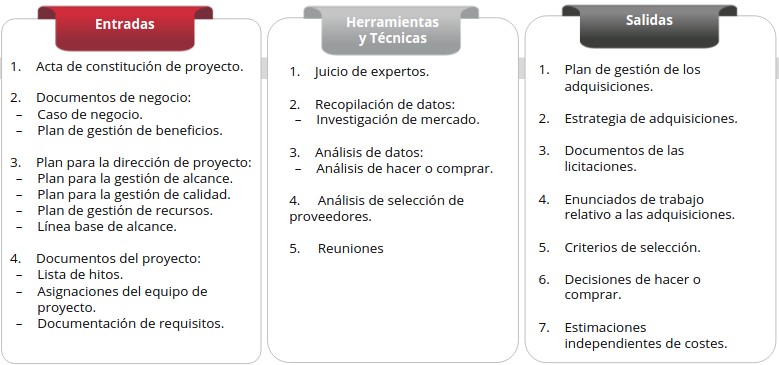 Entradas
1. Acta de constitución de proyecto.
2. Documentos de negocio:
– Caso de negocio.
– Plan de gestión de beneficios.
3. Plan para la dirección de proyecto:
– Plan para la gestión de alcance.
– Plan para la gestión de calidad.
– Plan de gestión de recursos.
– Línea base de alcance.
4. Documentos del proyecto:
– Lista de hitos.
– Asignaciones del equipo de
proyecto.
– Documentación de requisitos.
Herramientas
y Técnicas
1. Juicio de expertos.
2. Recopilación de datos:
– Investigación de mercado.
3. Análisis de datos:
– Análisis de hacer o comprar.
4. Análisis de selección de
proveedores.
5. Reuniones
Salidas
1. Plan de gestión de los
adquisiciones.
2. Estrategia de adquisiciones.
3. Documentos de las
licitaciones.
4. Enunciados de trabajo
relativo a las adquisiciones.
5. Criterios de selección.
6. Decisiones de hacer o
comprar.
7. Estimaciones
independientes de costes.